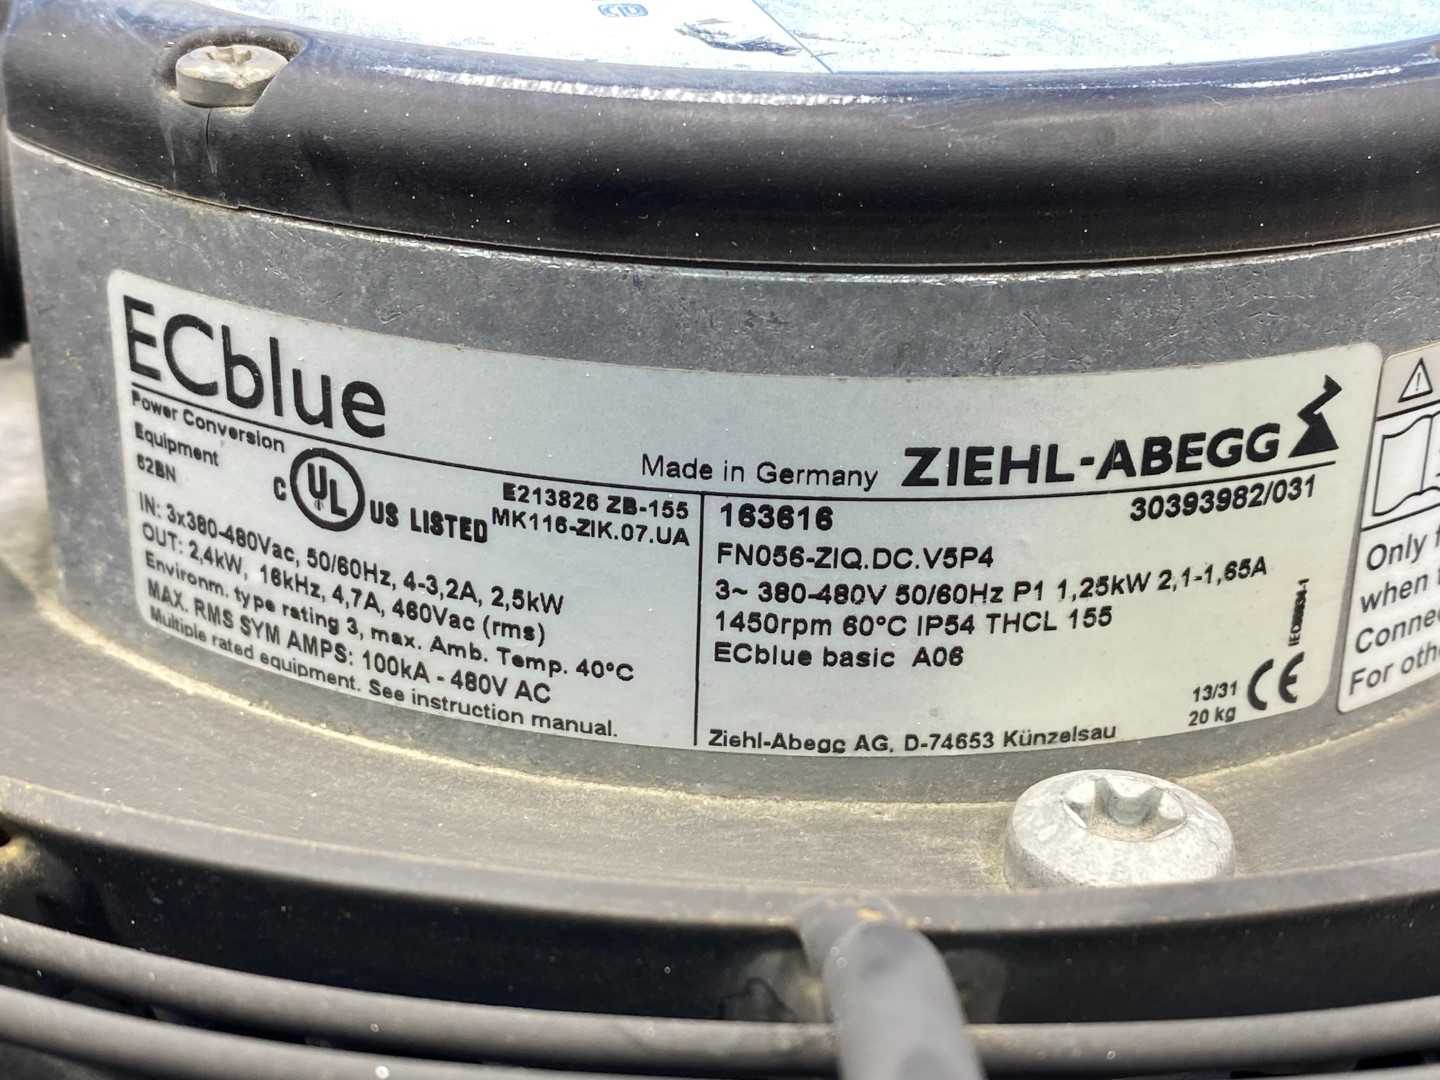 ECblue
Power Conversion
Equipment
62BN
C UL US LISTED
E213826 ZB-155
MK116-ZIK.07.UA
IN: 3x380-480Vac, 50/60Hz, 4-3,2A, 2,5kW
OUT: 2,4kW, 16kHz, 4,7A, 460Vac (rms)
Environm. type rating 3, max. Amb. Temp. 40°C
MAX. RMS SYM AMPS: 100kA - 480V AC
Multiple rated equipment. See instruction manual.
Made in Germany ZIEHL-ABEGG
163616 30393982/031
FN056-ZIQ.DC.V5P4
3~ 380-480V 50/60Hz P1 1,25kW 2,1-1,65A
1450rpm 60°C IP54 THCL 155
ECblue basic A06
13/31
20 kg
CE
Ziehl-Abegg AG, D-74653 Künzelsau
Only
when
For